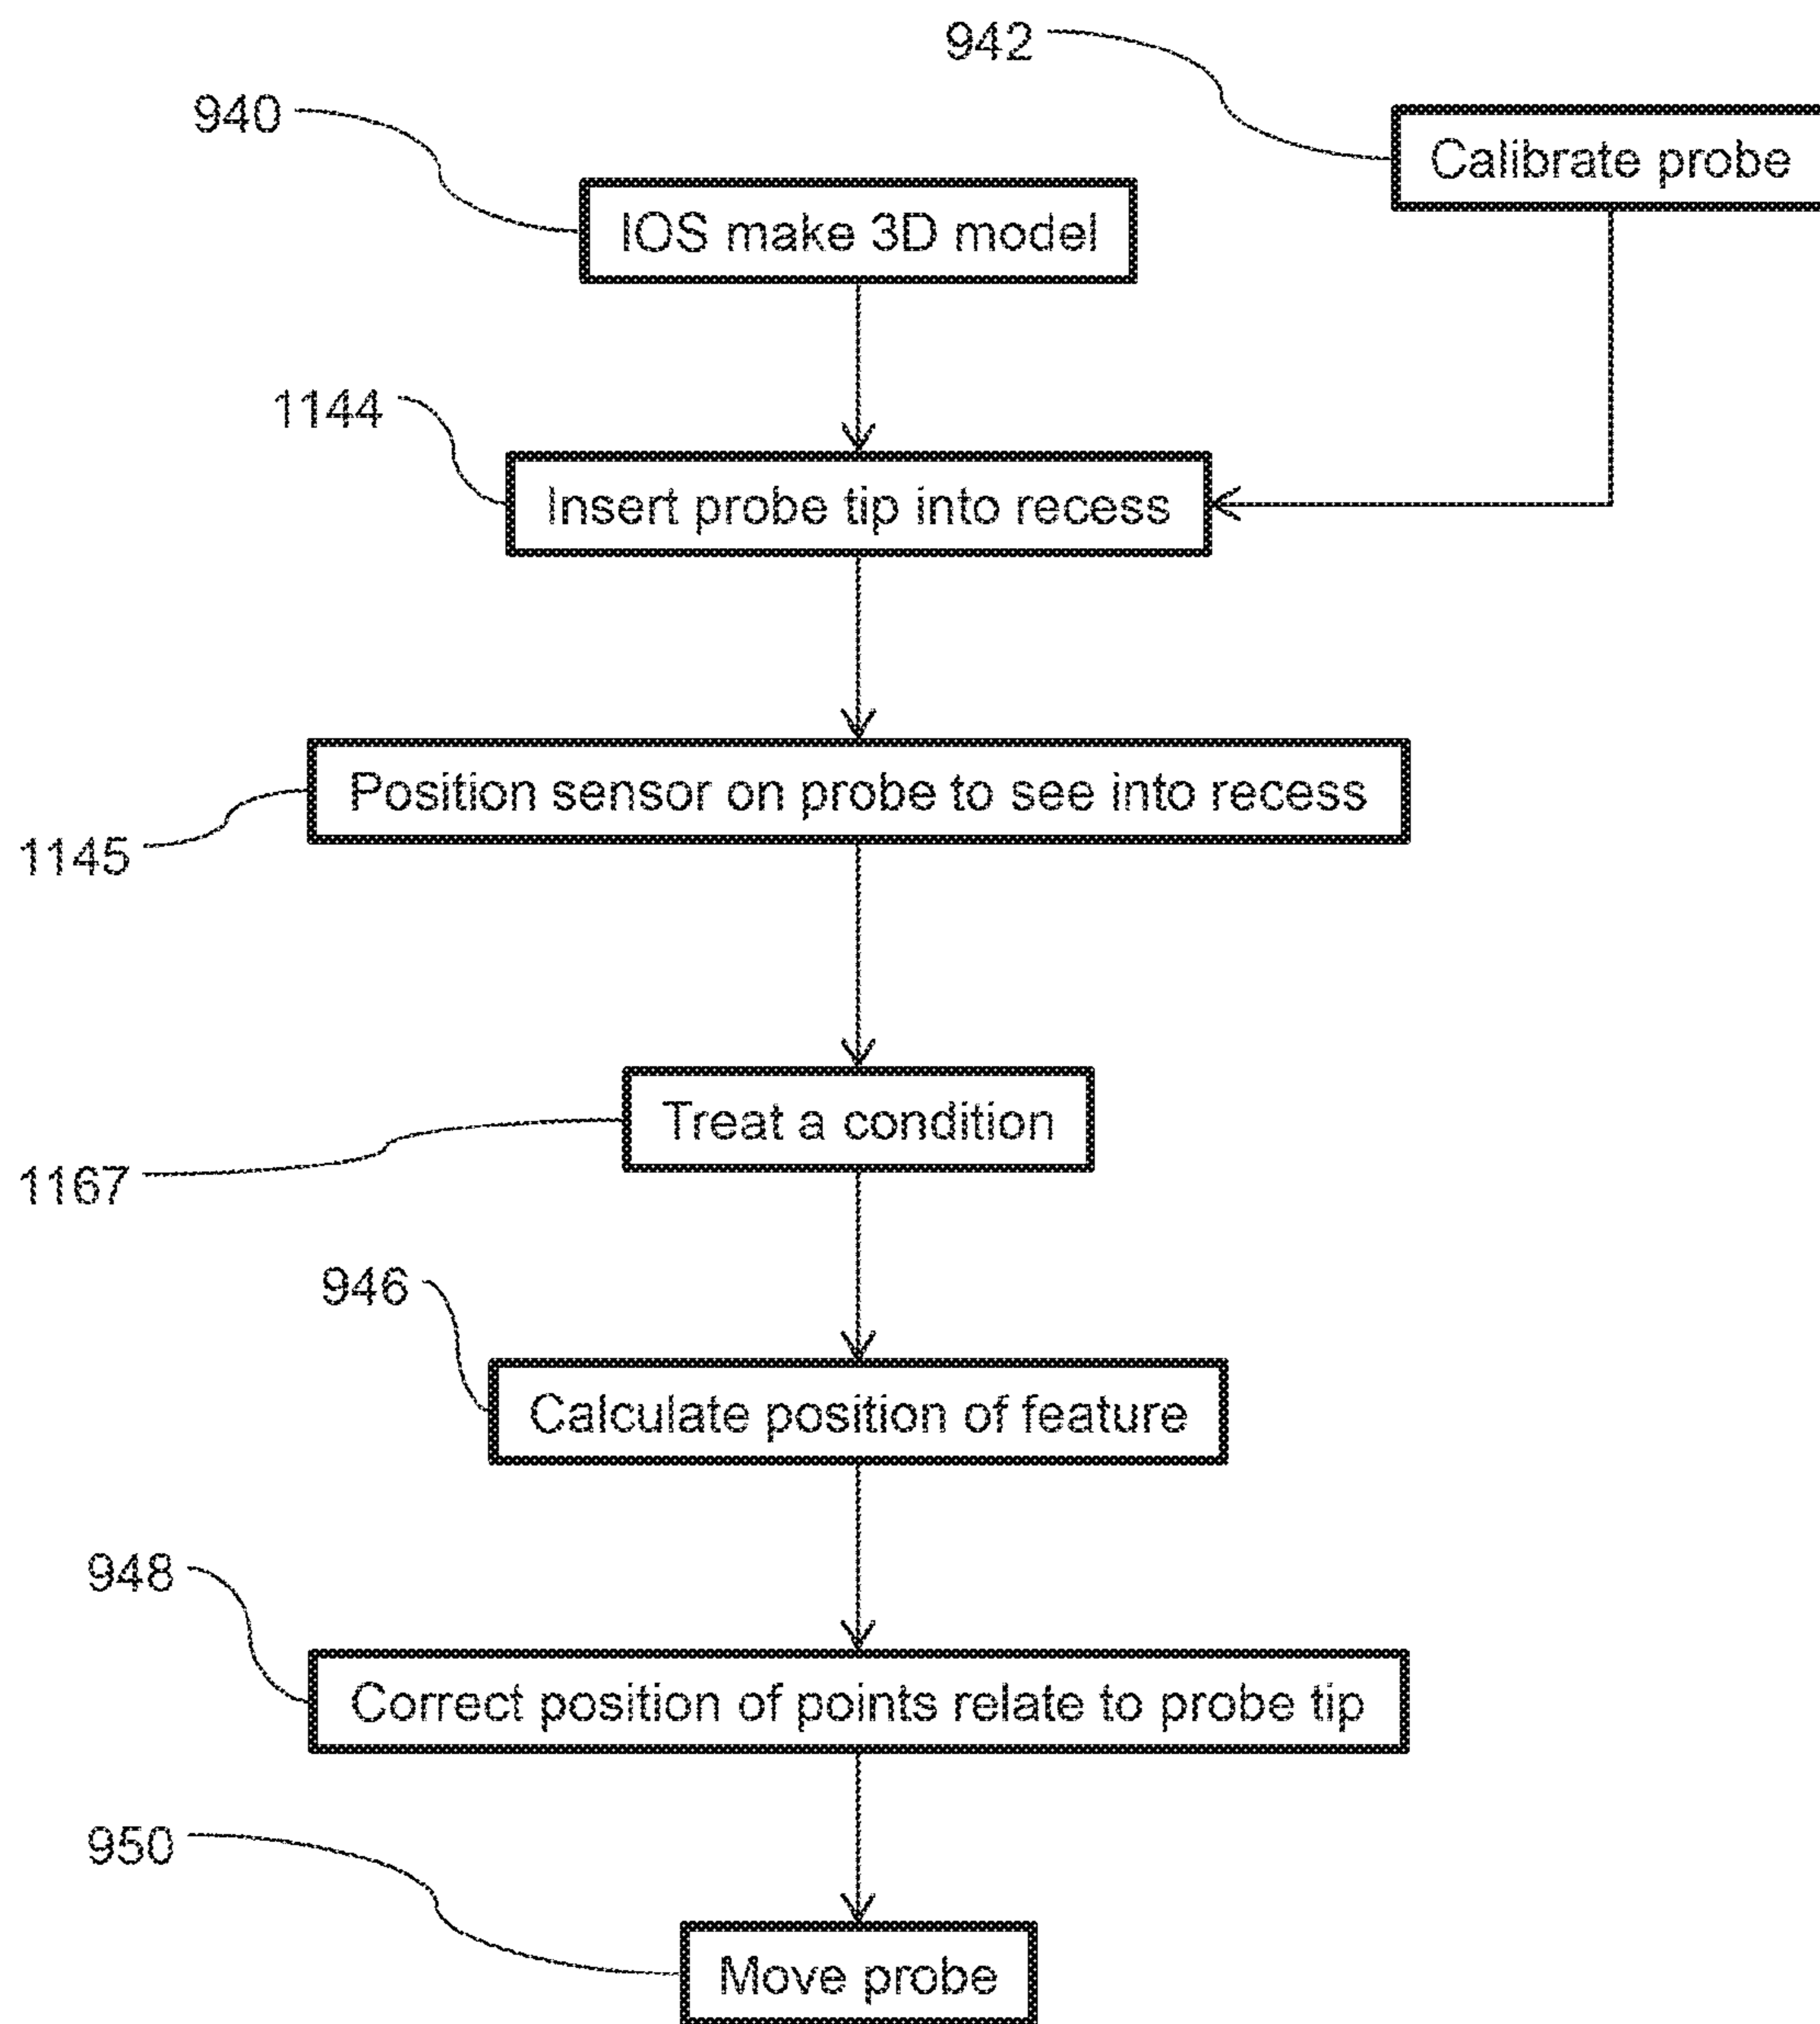 942
Calibrate probe
940
IOS make 3D model
1144
Insert probe tip into recess
Position sensor on probe to see into recess
1145
Treat a condition
1167
946
Calculate position of feature
948
Correct position of points relate to probe tip
950
Move probe